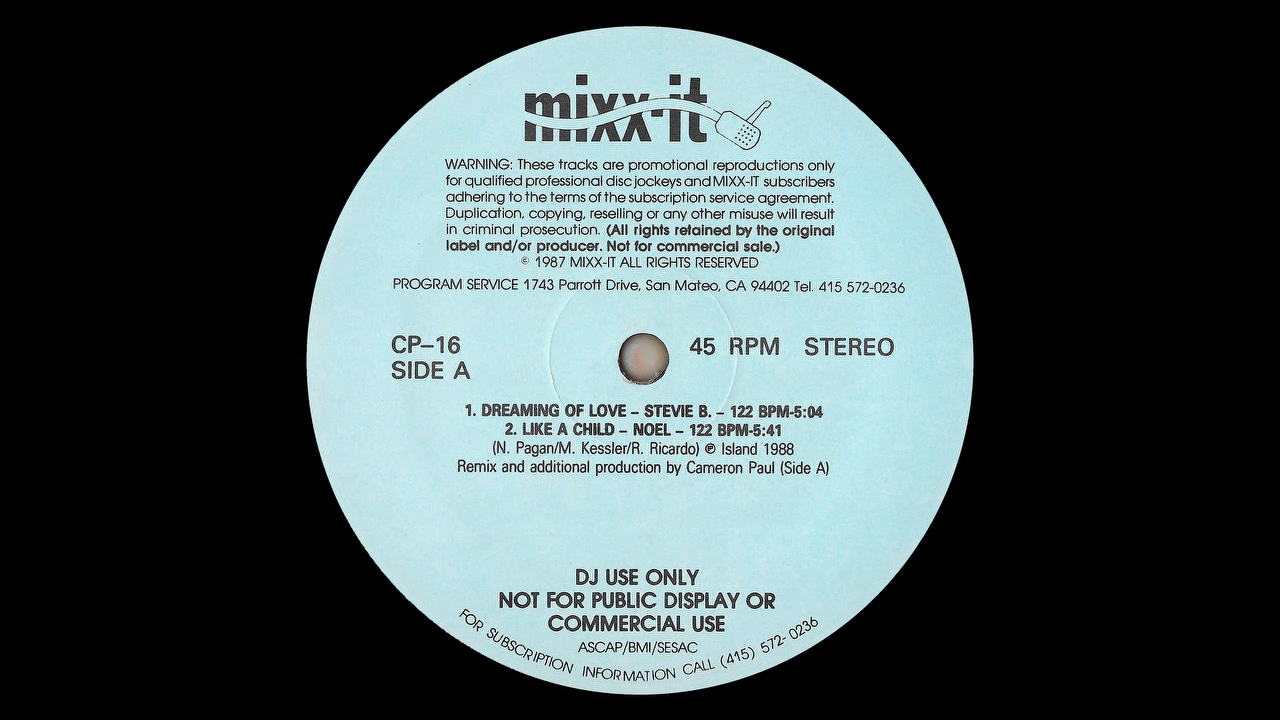 mixx-it
WARNING: These tracks are promotional reproductions only
for qualified professional disc jockeys and MIXX-IT subscribers
adhering to the terms of the subscription service agreement.
Duplication, copying, reselling or any other misuse will result
in criminal prosecution. (All rights retained by the original
label and/or producer. Not for commercial sale.)
© 1987 MIXX-IT ALL RIGHTS RESERVED
PROGRAM SERVICE 1743 Parrott Drive, San Mateo, CA 94402 Tel. 415 572-0236
CP–16
SIDE A
45 RPM STEREO
1. DREAMING OF LOVE – STEVIE B. – 122 BPM-5:04
2. LIKE A CHILD – NOEL – 122 BPM-5:41
(N. Pagan/M. Kessler/R. Ricardo) ℗ Island 1988
Remix and additional production by Cameron Paul (Side A)
DJ USE ONLY
NOT FOR PUBLIC DISPLAY OR
COMMERCIAL USE
ASCAP/BMI/SESAC
FOR SUBSCRIPTION INFORMATION CALL (415) 572-0236